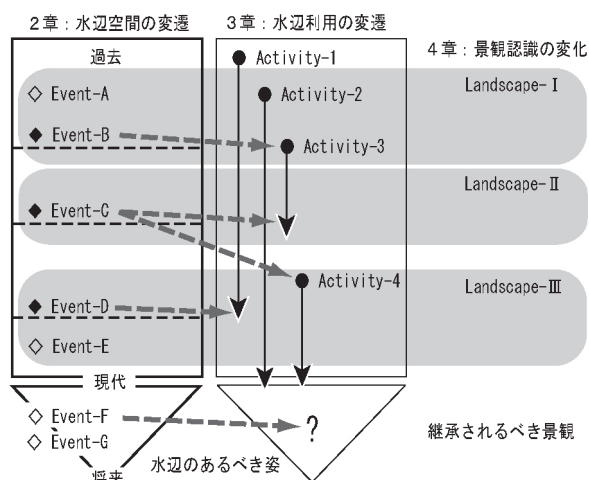 2章:水辺空間の変遷
3章:水辺利用の変遷
4章:景観認識の変化
過去
Activity-1
Landscape-Ⅰ
Event-A
Activity-2
Event-B
Activity-3
Landscape-Ⅱ
Event-C
Activity-4
Landscape-Ⅲ
Event-D
Event-E
現代
Event-F
?
継承されるべき景観
Event-G
水辺のあるべき姿
将来